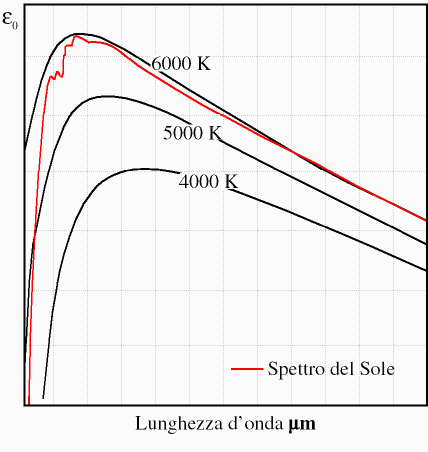 ε₀
6000 K
5000 K
4000 K
Spettro del Sole
Lunghezza d'onda μm